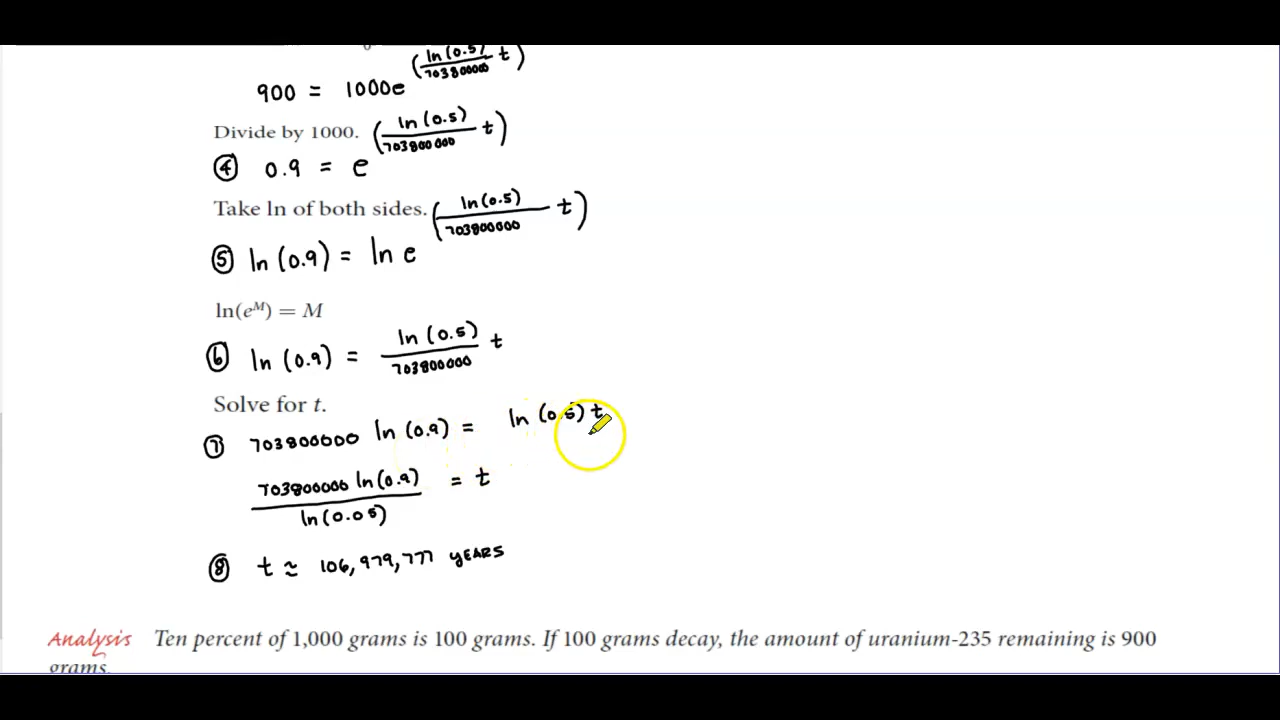 900 = 1000e^(ln(0.5)/703800000 t)
Divide by 1000.
④ 0.9 = e^(ln(0.5)/703800000 t)
Take ln of both sides.
⑤ ln(0.9) = ln e^(ln(0.5)/703800000 t)
ln(e^M) = M
⑥ ln(0.9) = ln(0.5)/703800000 t
Solve for t.
⑦ 703800000 ln(0.9) = ln(0.5)t
703800000 ln(0.9)/ln(0.05) = t
⑧ t ≈ 106,979,777 YEARS
Analysis Ten percent of 1,000 grams is 100 grams. If 100 grams decay, the amount of uranium-235 remaining is 900
grams.